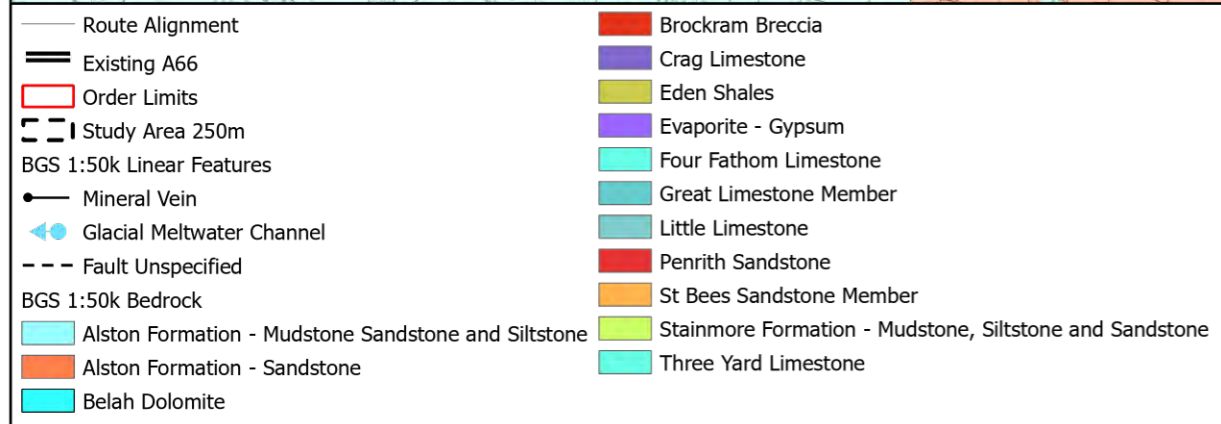 Route Alignment
Existing A66
Order Limits
Study Area 250m
BGS 1:50k Linear Features
Mineral Vein
Glacial Meltwater Channel
Fault Unspecified
BGS 1:50k Bedrock
Alston Formation - Mudstone Sandstone and Siltstone
Alston Formation - Sandstone
Belah Dolomite
Brockram Breccia
Crag Limestone
Eden Shales
Evaporite - Gypsum
Four Fathom Limestone
Great Limestone Member
Little Limestone
Penrith Sandstone
St Bees Sandstone Member
Stainmore Formation - Mudstone, Siltstone and Sandstone
Three Yard Limestone